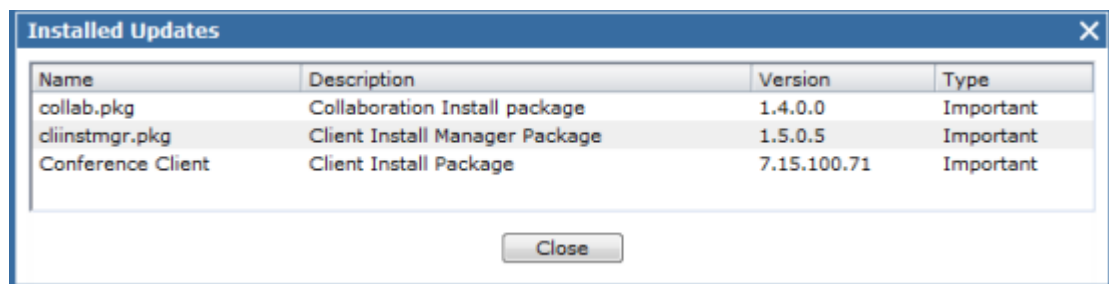 Installed Updates
Name Description Version Type
collab.pkg Collaboration Install package 1.4.0.0 Important
cliinstmgr.pkg Client Install Manager Package 1.5.0.5 Important
Conference Client Client Install Package 7.15.100.71 Important
Close